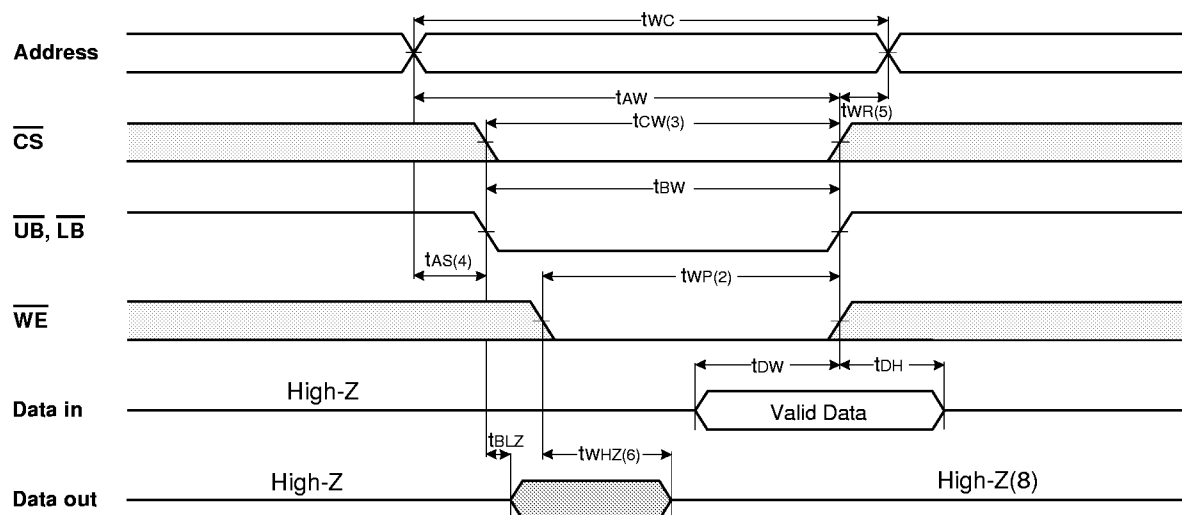 tWC
Address
tAW
tWR(5)
tCW(3)
CS
tBW
UB, LB
tAS(4)
tWP(2)
WE
tDW
tDH
High-Z
Data in
Valid Data
tBLZ
tWHZ(6)
High-Z
High-Z(8)
Data out